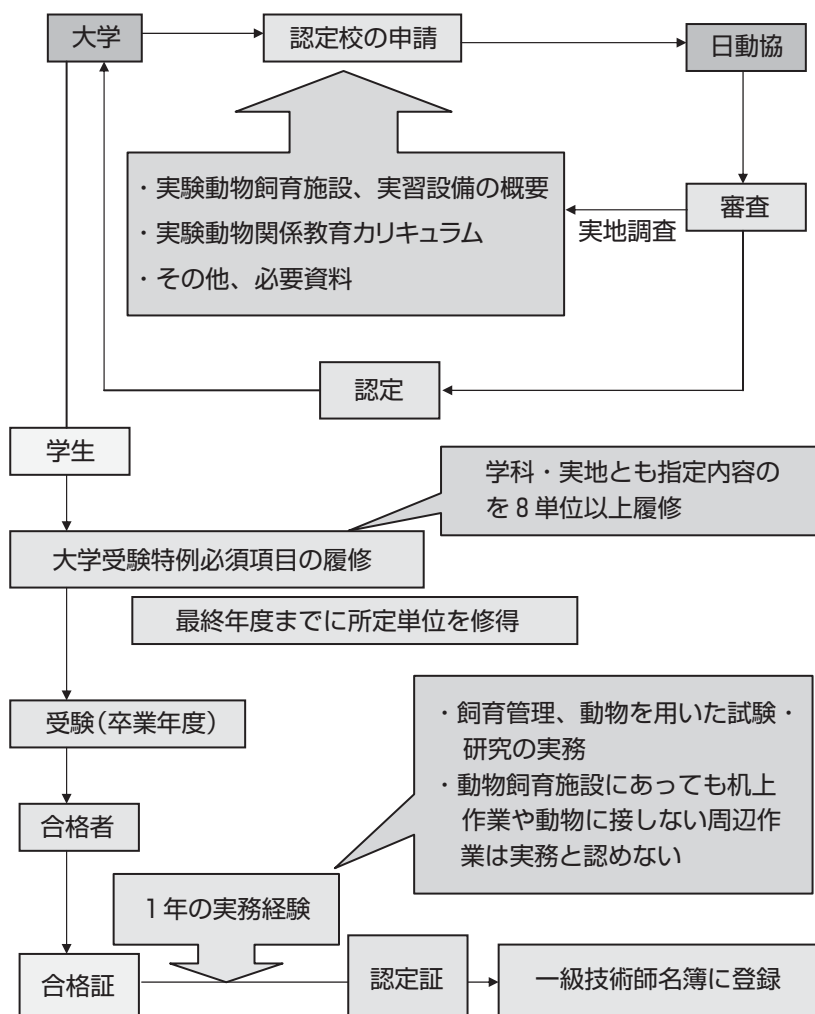 大学
認定校の申請
日動協
・実験動物飼育施設、実習設備の概要
・実験動物関係教育カリキュラム
・その他、必要資料
実地調査
審査
認定
学生
学科・実地とも指定内容の
を8単位以上履修
大学受験特例必須項目の履修
最終年度までに所定単位を修得
受験(卒業年度)
・飼育管理、動物を用いた試験・
研究の実務
・動物飼育施設にあっても机上
作業や動物に接しない周辺作
業は実務と認めない
合格者
1年の実務経験
合格証
認定証
一級技術師名簿に登録